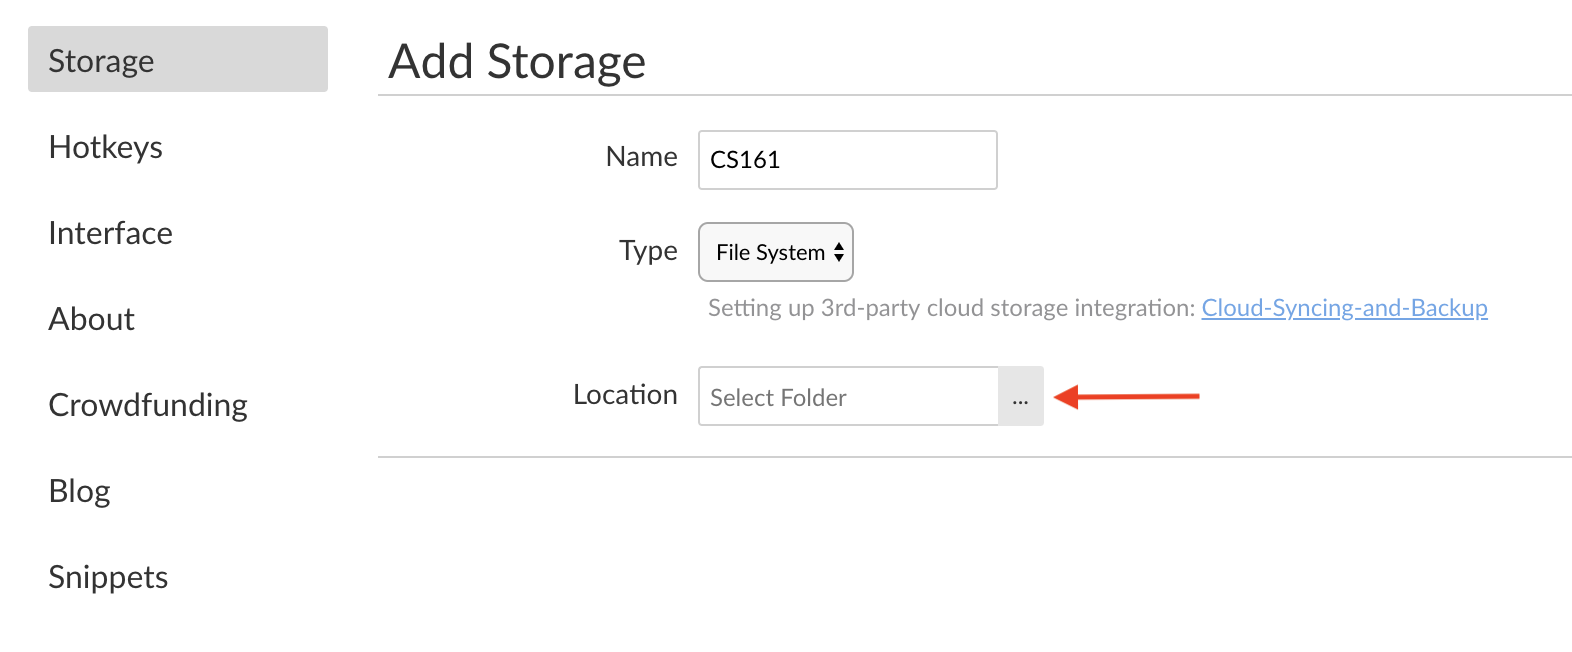 Storage
Hotkeys
Interface
About
Crowdfunding
Blog
Snippets
Add Storage
Name CS161
Type File System
Setting up 3rd-party cloud storage integration: Cloud-Syncing-and-Backup
Location Select Folder ...